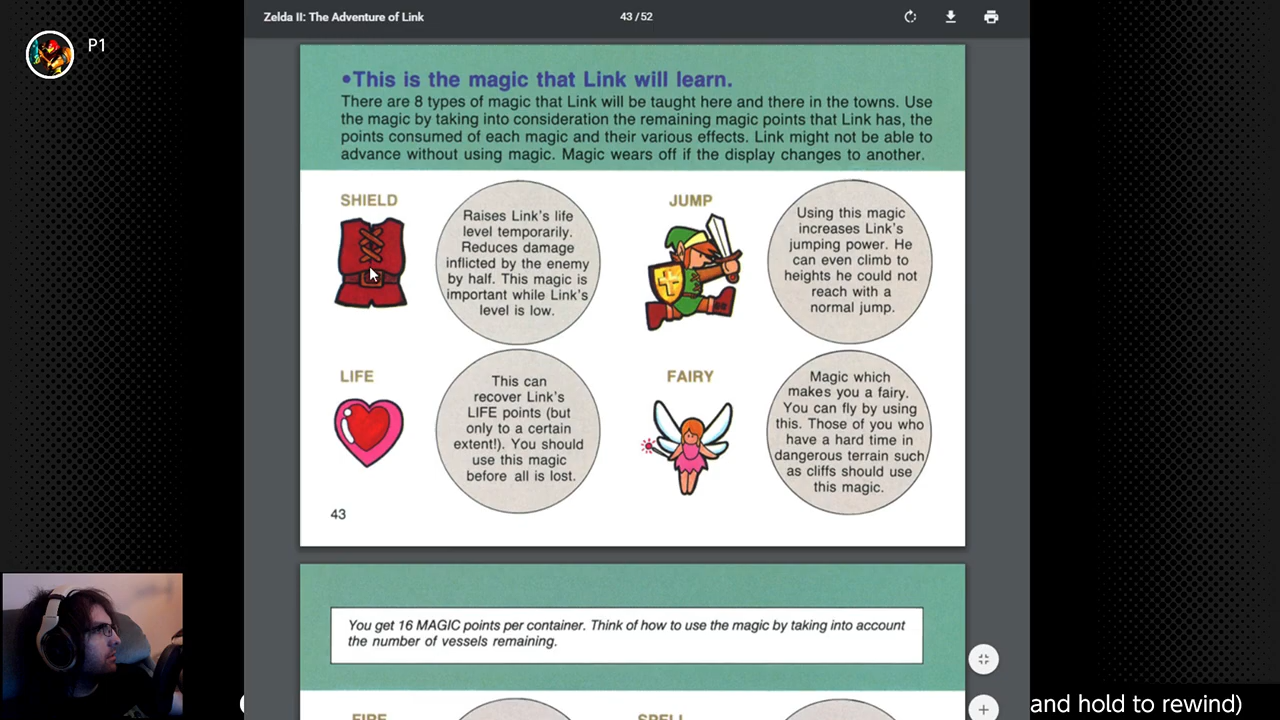 Zelda II: The Adventure of Link
43 / 52
P1
•This is the magic that Link will learn.
There are 8 types of magic that Link will be taught here and there in the towns. Use
the magic by taking into consideration the remaining magic points that Link has, the
points consumed of each magic and their various effects. Link might not be able to
advance without using magic. Magic wears off if the display changes to another.
SHIELD
Raises Link's life
level temporarily.
Reduces damage
inflicted by the enemy
by half. This magic is
important while Link's
level is low.
JUMP
Using this magic
increases Link's
jumping power. He
can even climb to
heights he could not
reach with a
normal jump.
LIFE
This can
recover Link's
LIFE points (but
only to a certain
extent!). You should
use this magic
before all is lost.
FAIRY
Magic which
makes you a fairy.
You can fly by using
this. Those of you who
have a hard time in
dangerous terrain such
as cliffs should use
this magic.
43
You get 16 MAGIC points per container. Think of how to use the magic by taking into account
the number of vessels remaining.
and hold to rewind)
FIRE
SPELL